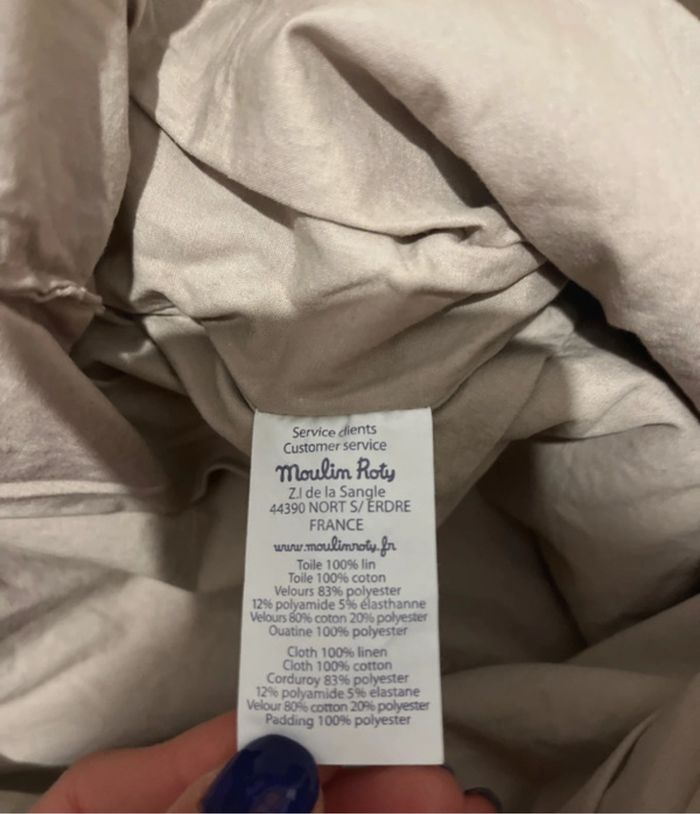 Service clients
Customer service
Moulin Roty
Z.I de la Sangle
44390 NORT S/ ERDRE
FRANCE
www.moulinroty.fr
Toile 100% lin
Toile 100% coton
Velours 83% polyester
12% polyamide 5% élasthanne
Velours 80% coton 20% polyester
Ouatine 100% polyester
Cloth 100% linen
Cloth 100% cotton
Corduroy 83% polyester
12% polyamide 5% elastane
Velour 80% cotton 20% polyester
Padding 100% polyester